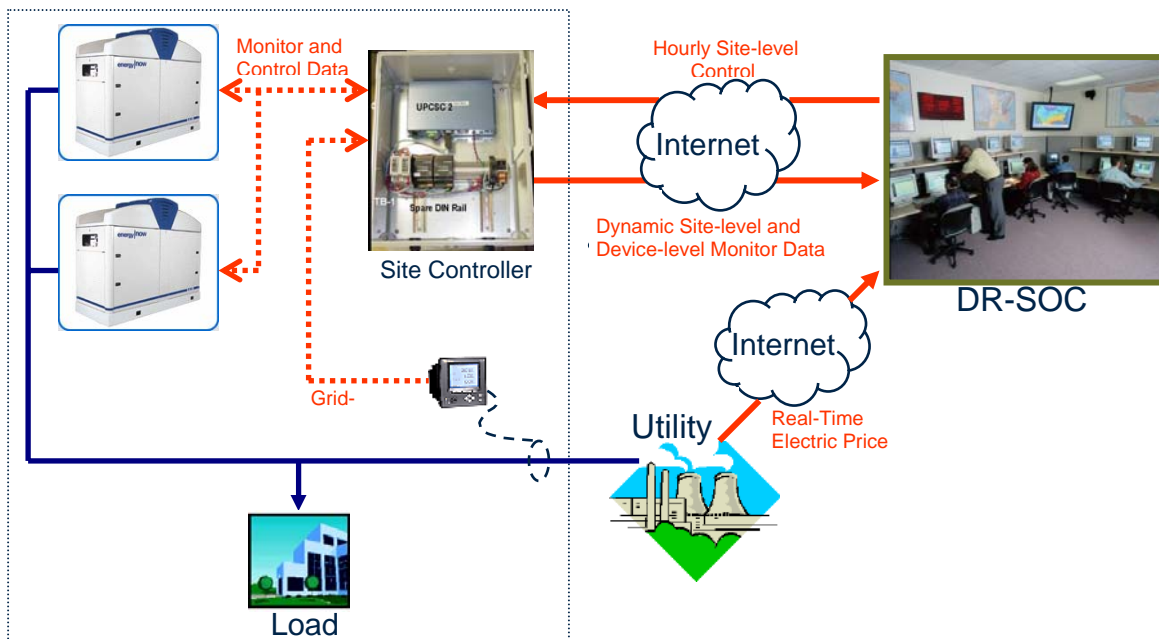 energy now
Monitor and
Control Data
UPCSC 2
TB-1
Spare DIN Rail
Site Controller
energy now
Hourly Site-level
Control
Internet
Dynamic Site-level and
Device-level Monitor Data
DR-SOC
Internet
Real-Time
Electric Price
Grid-
Utility
Load